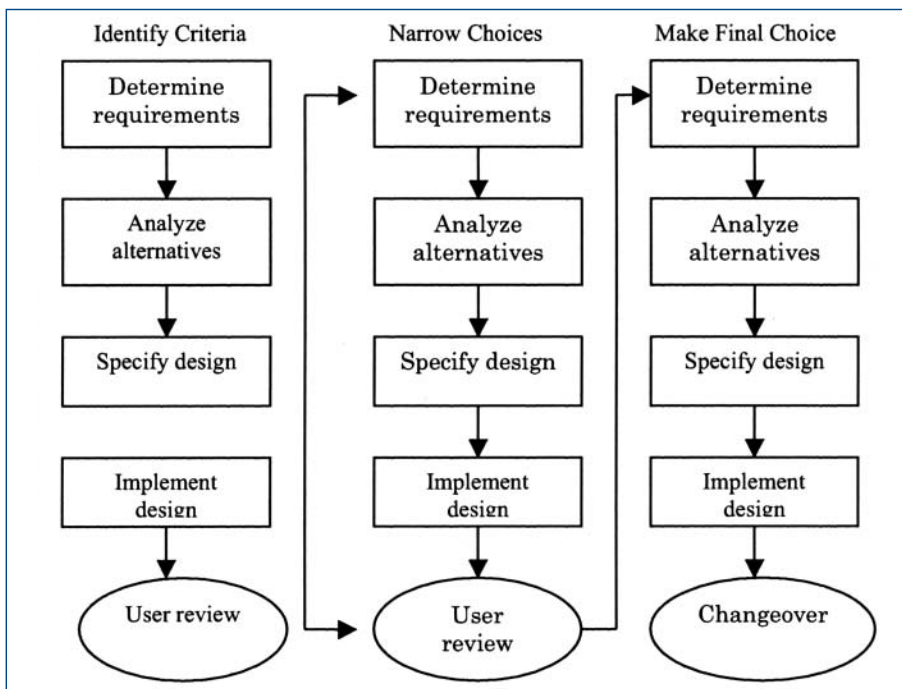 Identify Criteria
Determine
requirements
Analyze
alternatives
Specify design
Implement
design
User review
Narrow Choices
Determine
requirements
Analyze
alternatives
Specify design
Implement
design
User
review
Make Final Choice
Determine
requirements
Analyze
alternatives
Specify design
Implement
design
Changeover